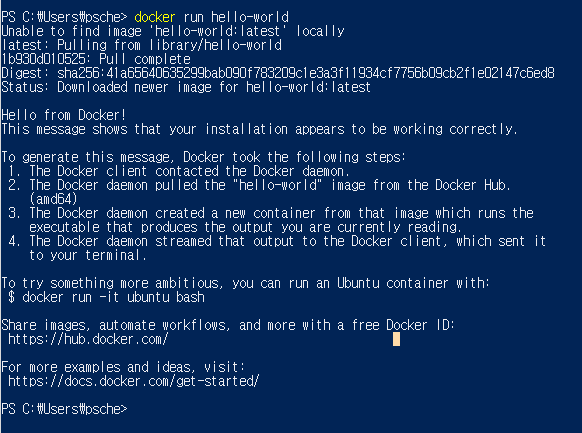 PS C:₩Users₩psche> docker run hello-world
Unable to find image 'hello-world:latest' locally
latest: Pulling from library/hello-world
1b930d010525: Pull complete
Digest: sha256:41a65640635299bab090f783209c1e3a3f11934cf7756b09cb2f1e02147c6ed8
Status: Downloaded newer image for hello-world:latest
Hello from Docker!
This message shows that your installation appears to be working correctly.
To generate this message, Docker took the following steps:
1. The Docker client contacted the Docker daemon.
2. The Docker daemon pulled the "hello-world" image from the Docker Hub.
(amd64)
3. The Docker daemon created a new container from that image which runs the
executable that produces the output you are currently reading.
4. The Docker daemon streamed that output to the Docker client, which sent it
to your terminal.
To try something more ambitious, you can run an Ubuntu container with:
$ docker run -it ubuntu bash
Share images, automate workflows, and more with a free Docker ID:
https://hub.docker.com/
For more examples and ideas, visit:
https://docs.docker.com/get-started/
PS C:₩Users₩psche>